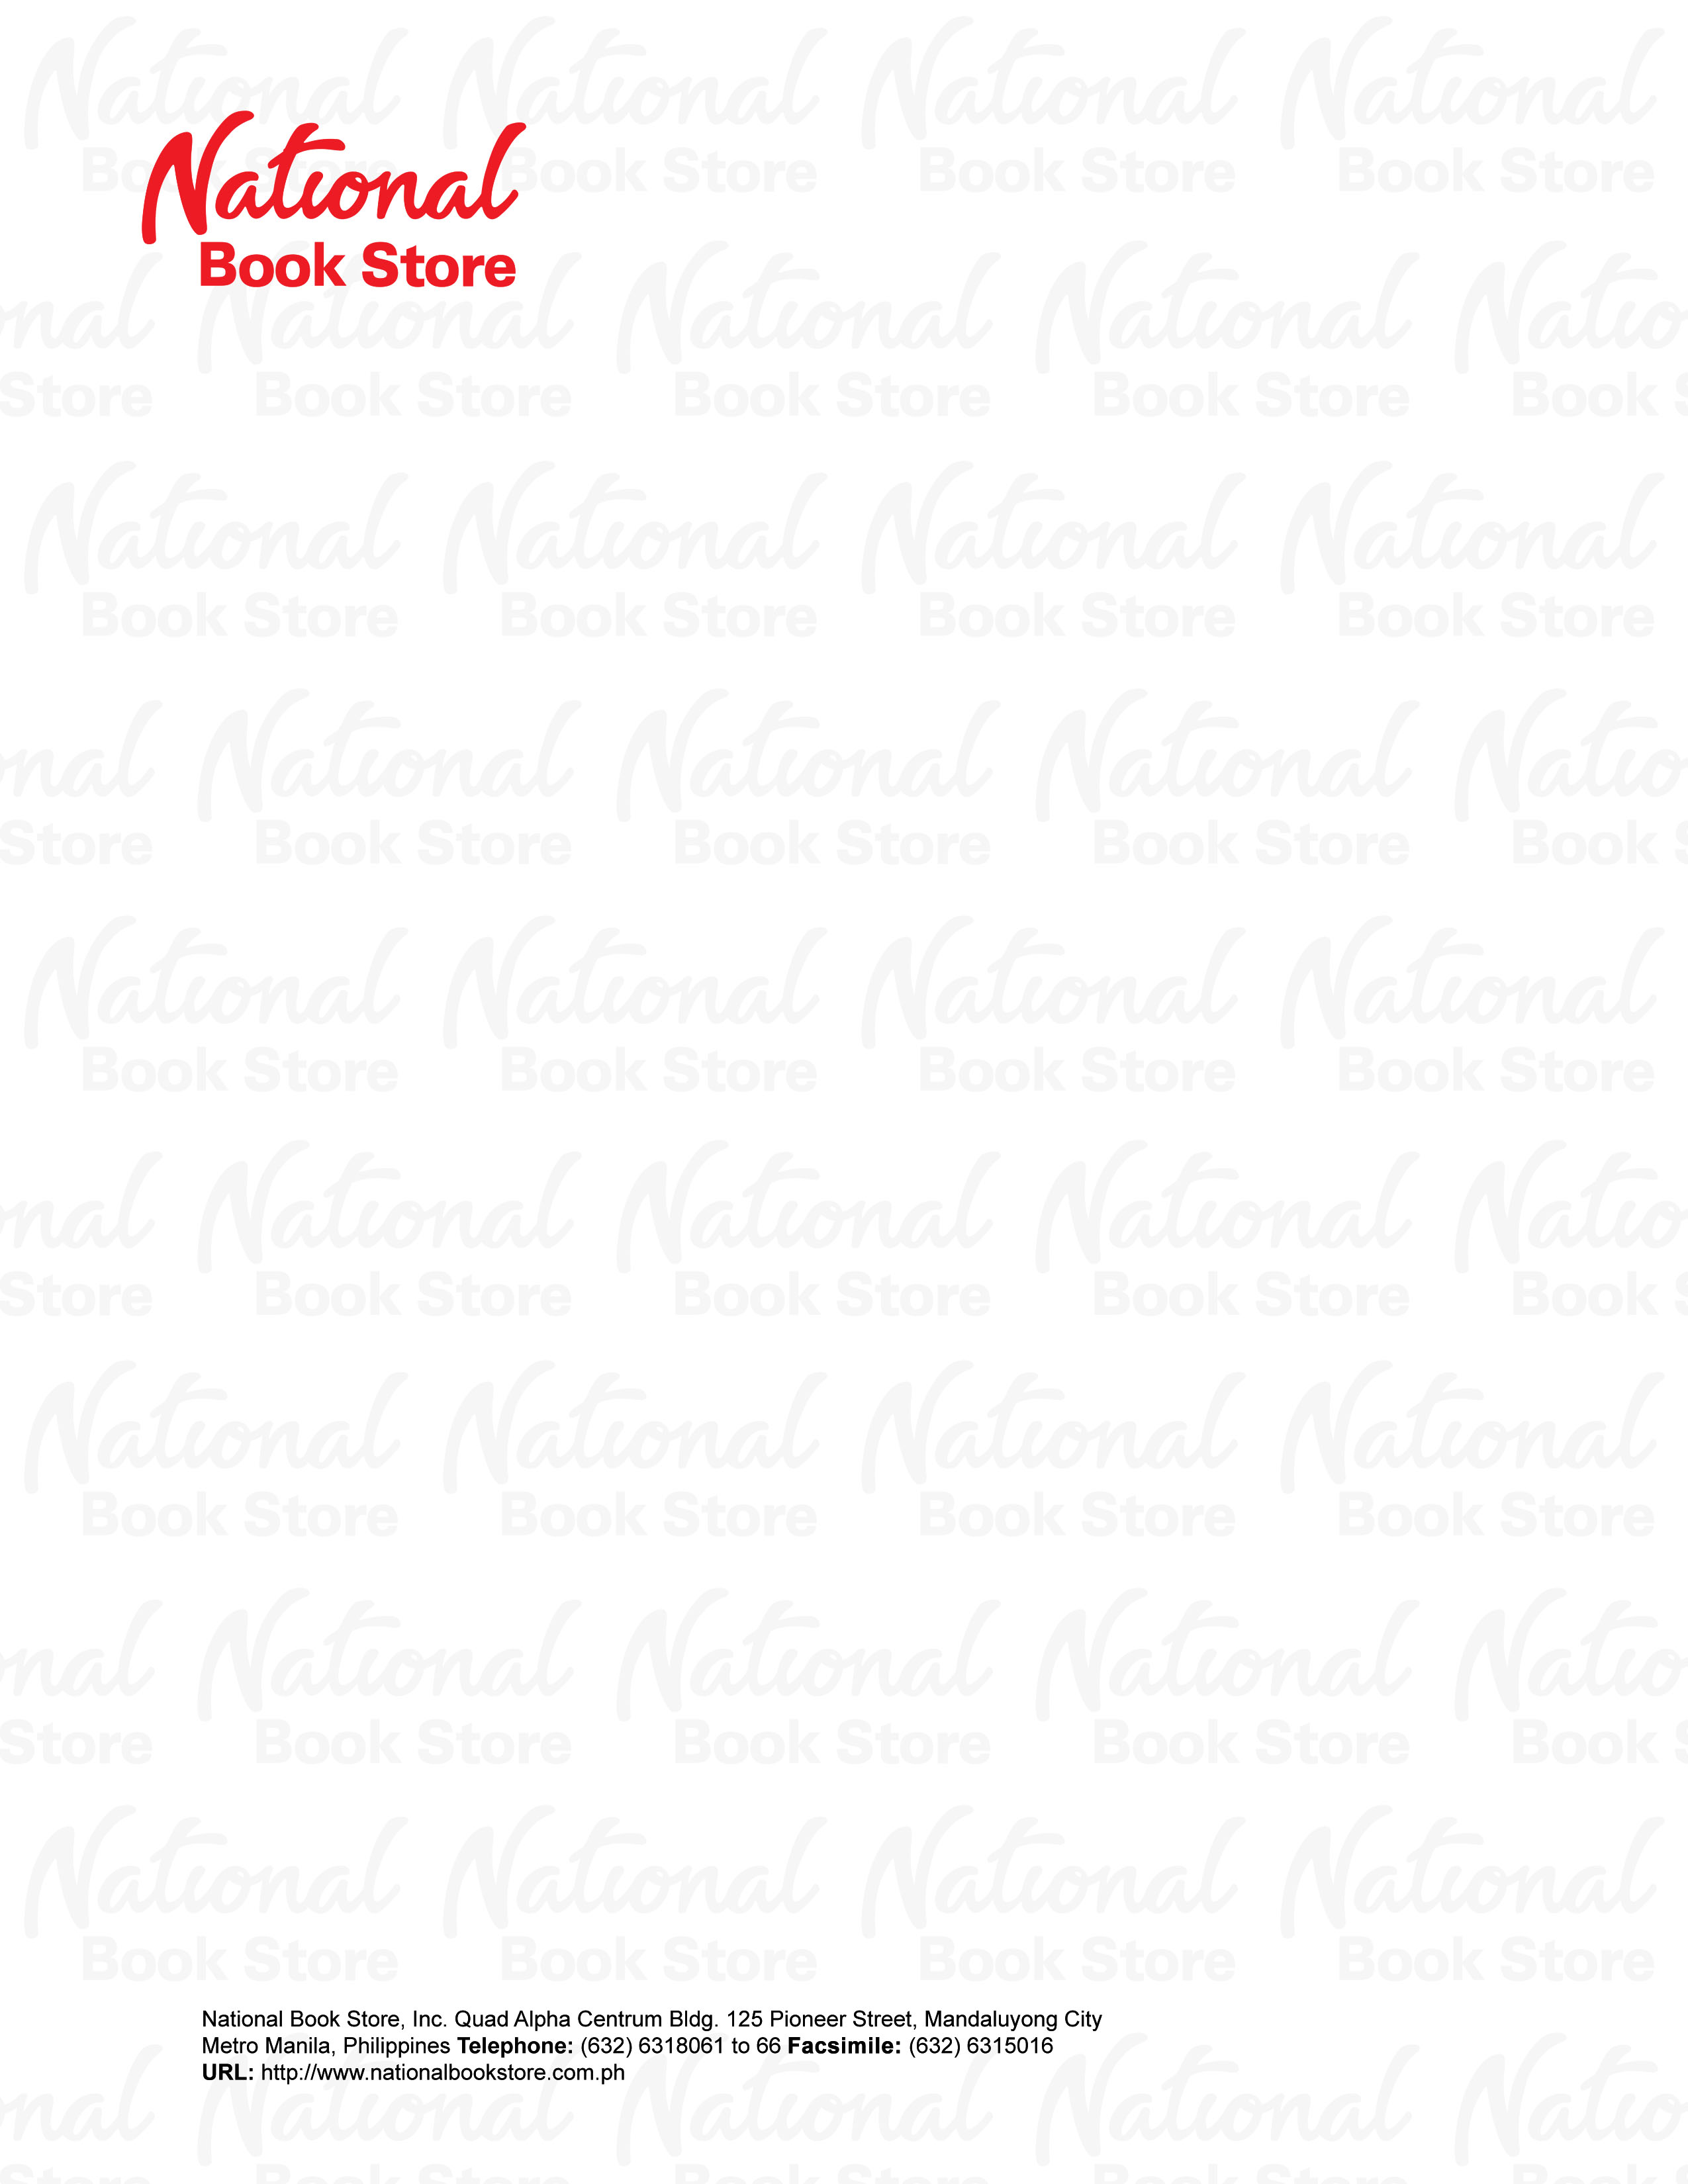 National
Book Store
National Book Store, Inc. Quad Alpha Centrum Bldg. 125 Pioneer Street, Mandaluyong City
Metro Manila, Philippines Telephone: (632) 6318061 to 66 Facsimile: (632) 6315016
URL: http://www.nationalbookstore.com.ph